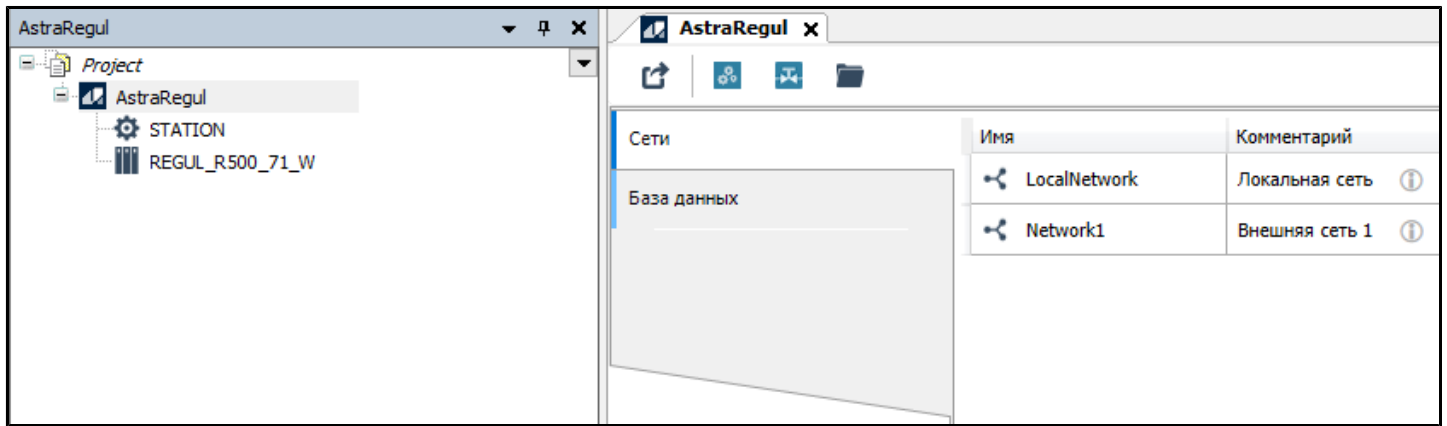 AstraRegul
Project
AstraRegul
STATION
REGUL_R500_71_W
AstraRegul
Сети
База данных
Имя Комментарий
LocalNetwork Локальная сеть
Network1 Внешняя сеть 1